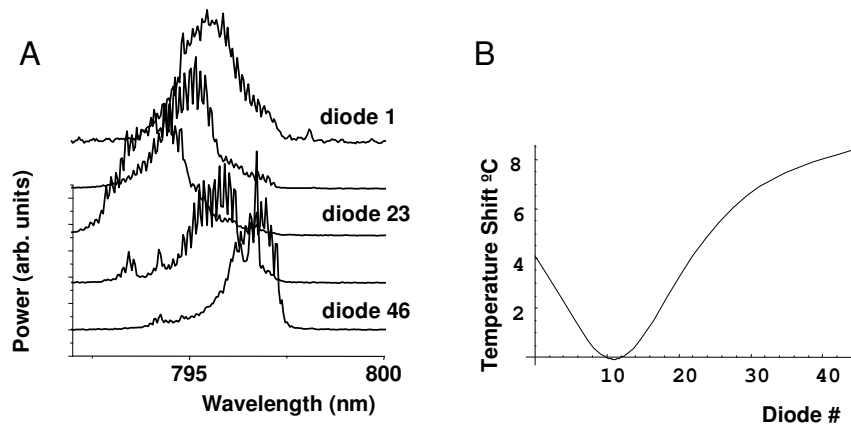 A
diode 1
diode 23
diode 46
Power (arb. units)
795
800
Wavelength (nm)
B
8
6
4
2
Temperature Shift ºC
10
20
30
40
Diode #